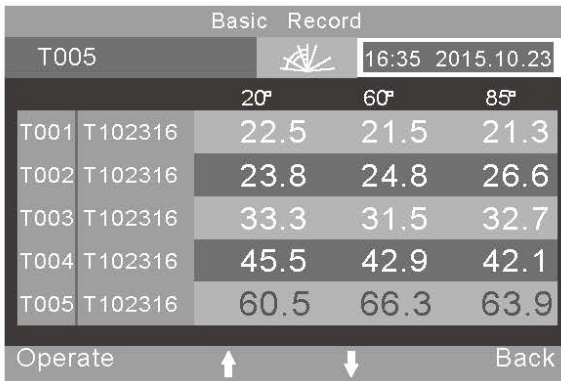 Basic Record
T005 16:35 2015.10.23
20° 60° 85°
T001 T102316 22.5 21.5 21.3
T002 T102316 23.8 24.8 26.6
T003 T102316 33.3 31.5 32.7
T004 T102316 45.5 42.9 42.1
T005 T102316 60.5 66.3 63.9
Operate Back